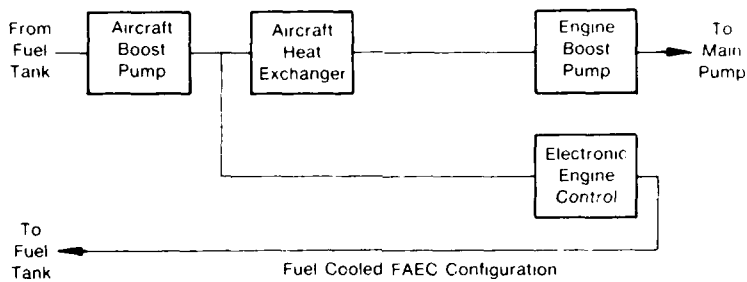 From
Fuel
Tank
Aircraft
Boost
Pump
Aircraft
Heat
Exchanger
Engine
Boost
Pump
To
Main
Pump
Electronic
Engine
Control
To
Fuel
Tank
Fuel Cooled FAEC Configuration